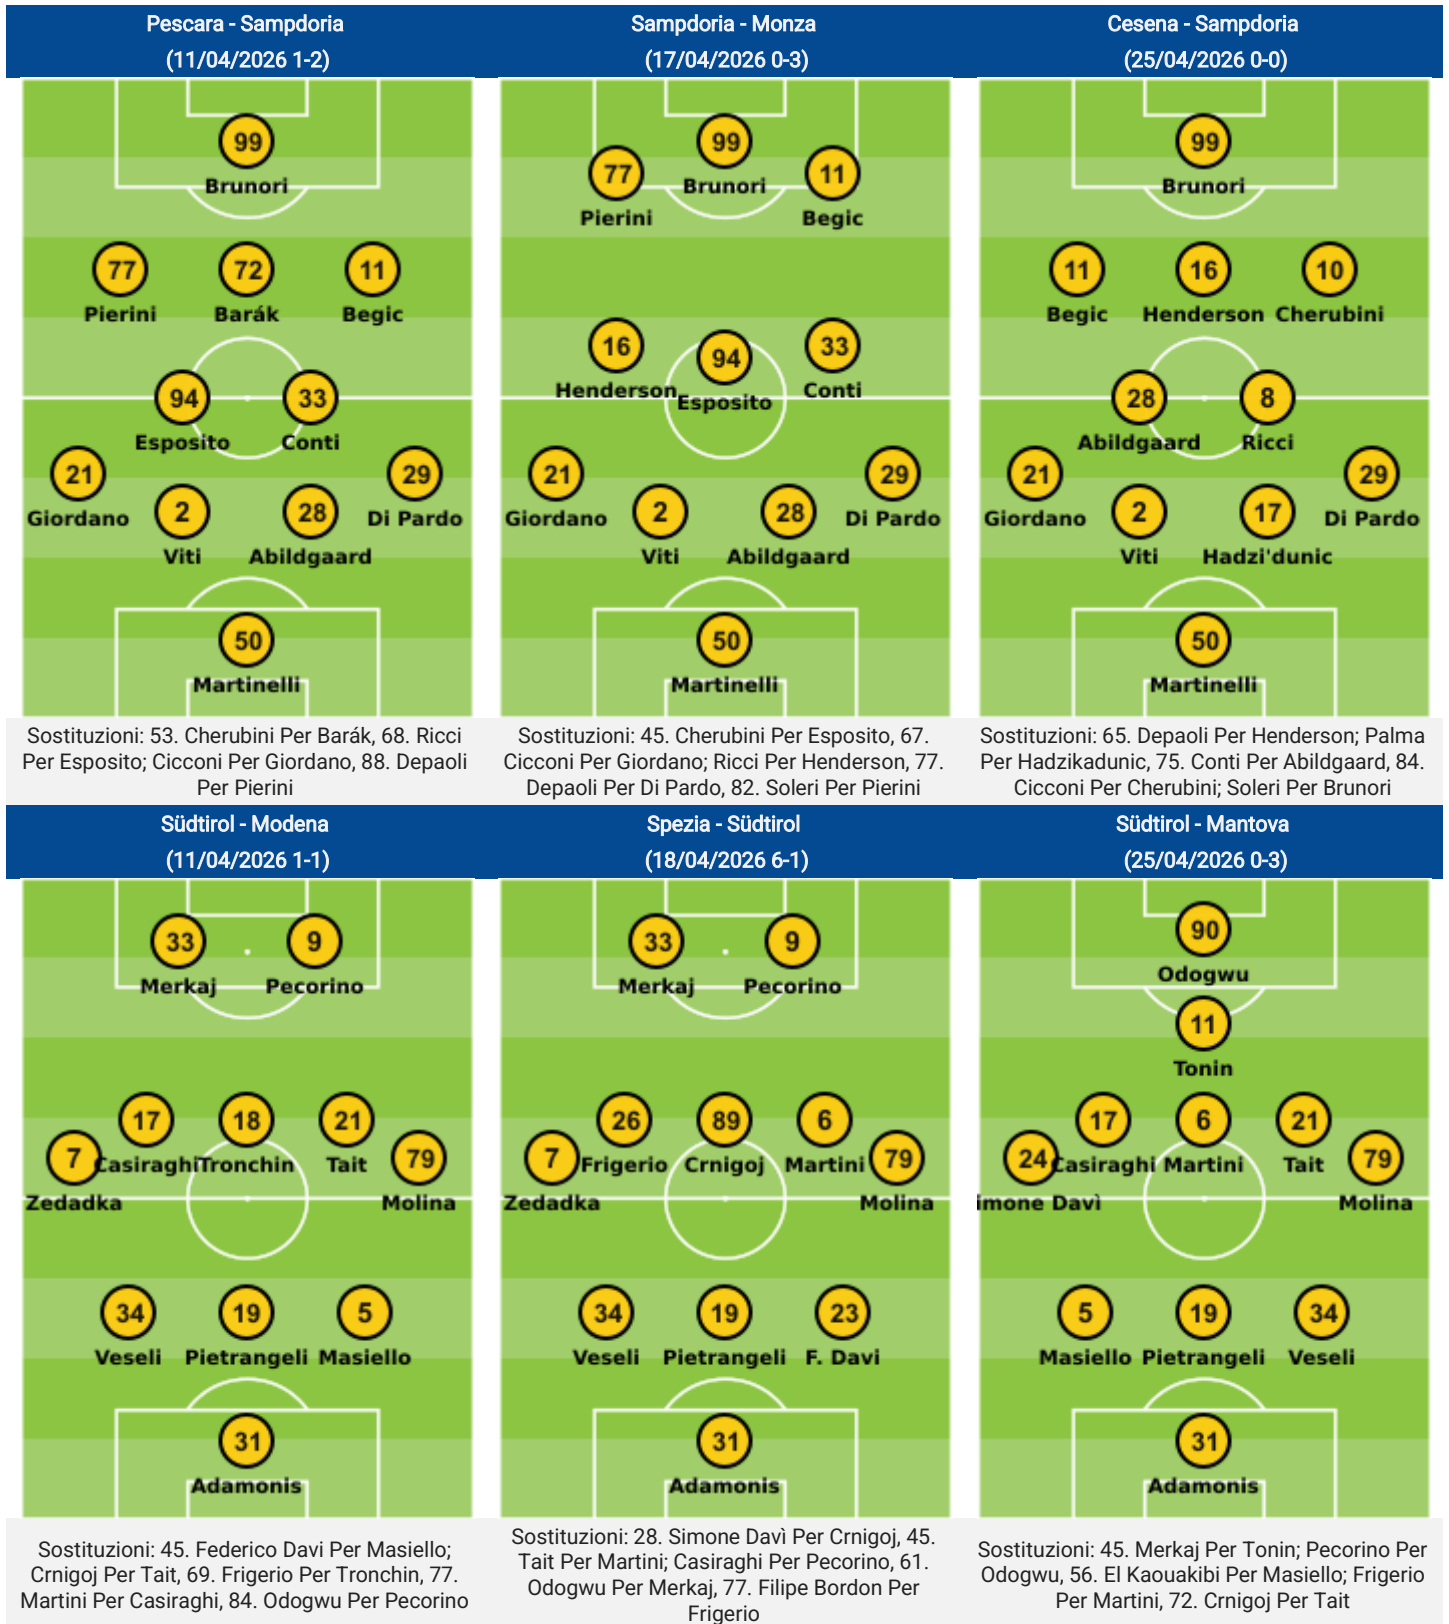 Pescara - Sampdoria
(11/04/2026 1-2)
99
Brunori
77
72
11
Pierini
Barák
Begic
94
33
Esposito
Conti
21
29
Giordano
Di Pardo
2
28
Viti
Abildgaard
50
Martinelli
Sostituzioni: 53. Cherubini Per Barák, 68. Ricci
Per Esposito; Cicconi Per Giordano, 88. Depaoli
Per Pierini
Sampdoria - Monza
(17/04/2026 0-3)
99
Brunori
77
11
Pierini
Begic
16
94
33
Henderson
Esposito
Conti
21
29
Giordano
Di Pardo
2
28
Viti
Abildgaard
50
Martinelli
Sostituzioni: 45. Cherubini Per Esposito, 67.
Cicconi Per Giordano; Ricci Per Henderson, 77.
Depaoli Per Di Pardo, 82. Soleri Per Pierini
Cesena - Sampdoria
(25/04/2026 0-0)
99
Brunori
11
16
10
Begic
Henderson
Cherubini
28
8
Abildgaard
Ricci
21
29
Giordano
Di Pardo
2
17
Viti
Hadzi'dunic
50
Martinelli
Sostituzioni: 65. Depaoli Per Henderson; Palma
Per Hadzikadunic, 75. Conti Per Abildgaard, 84.
Cicconi Per Cherubini; Soleri Per Brunori
Südtirol - Modena
(11/04/2026 1-1)
33
9
Merkaj
Pecorino
17
18
21
Casiraghi
Tronchin
Tait
7
79
Zedadka
Molina
34
19
5
Veseli
Pietrangeli
Masiello
31
Adamonis
Sostituzioni: 45. Federico Davi Per Masiello;
Crnigoj Per Tait, 69. Frigerio Per Tronchin, 77.
Martini Per Casiraghi, 84. Odogwu Per Pecorino
Spezia - Südtirol
(18/04/2026 6-1)
33
9
Merkaj
Pecorino
26
89
6
Frigerio
Crnigoj
Martini
7
79
Zedadka
Molina
34
19
23
Veseli
Pietrangeli
F. Davi
31
Adamonis
Sostituzioni: 28. Simone Davì Per Crnigoj, 45.
Tait Per Martini; Casiraghi Per Pecorino, 61.
Odogwu Per Merkaj, 77. Filipe Bordon Per
Frigerio
Südtirol - Mantova
(25/04/2026 0-3)
90
Odogwu
11
Tonin
17
6
21
Casiraghi
Martini
Tait
24
79
imone Davì
Molina
5
19
34
Masiello
Pietrangeli
Veseli
31
Adamonis
Sostituzioni: 45. Merkaj Per Tonin; Pecorino Per
Odogwu, 56. El Kaouakibi Per Masiello; Frigerio
Per Martini, 72. Crnigoj Per Tait